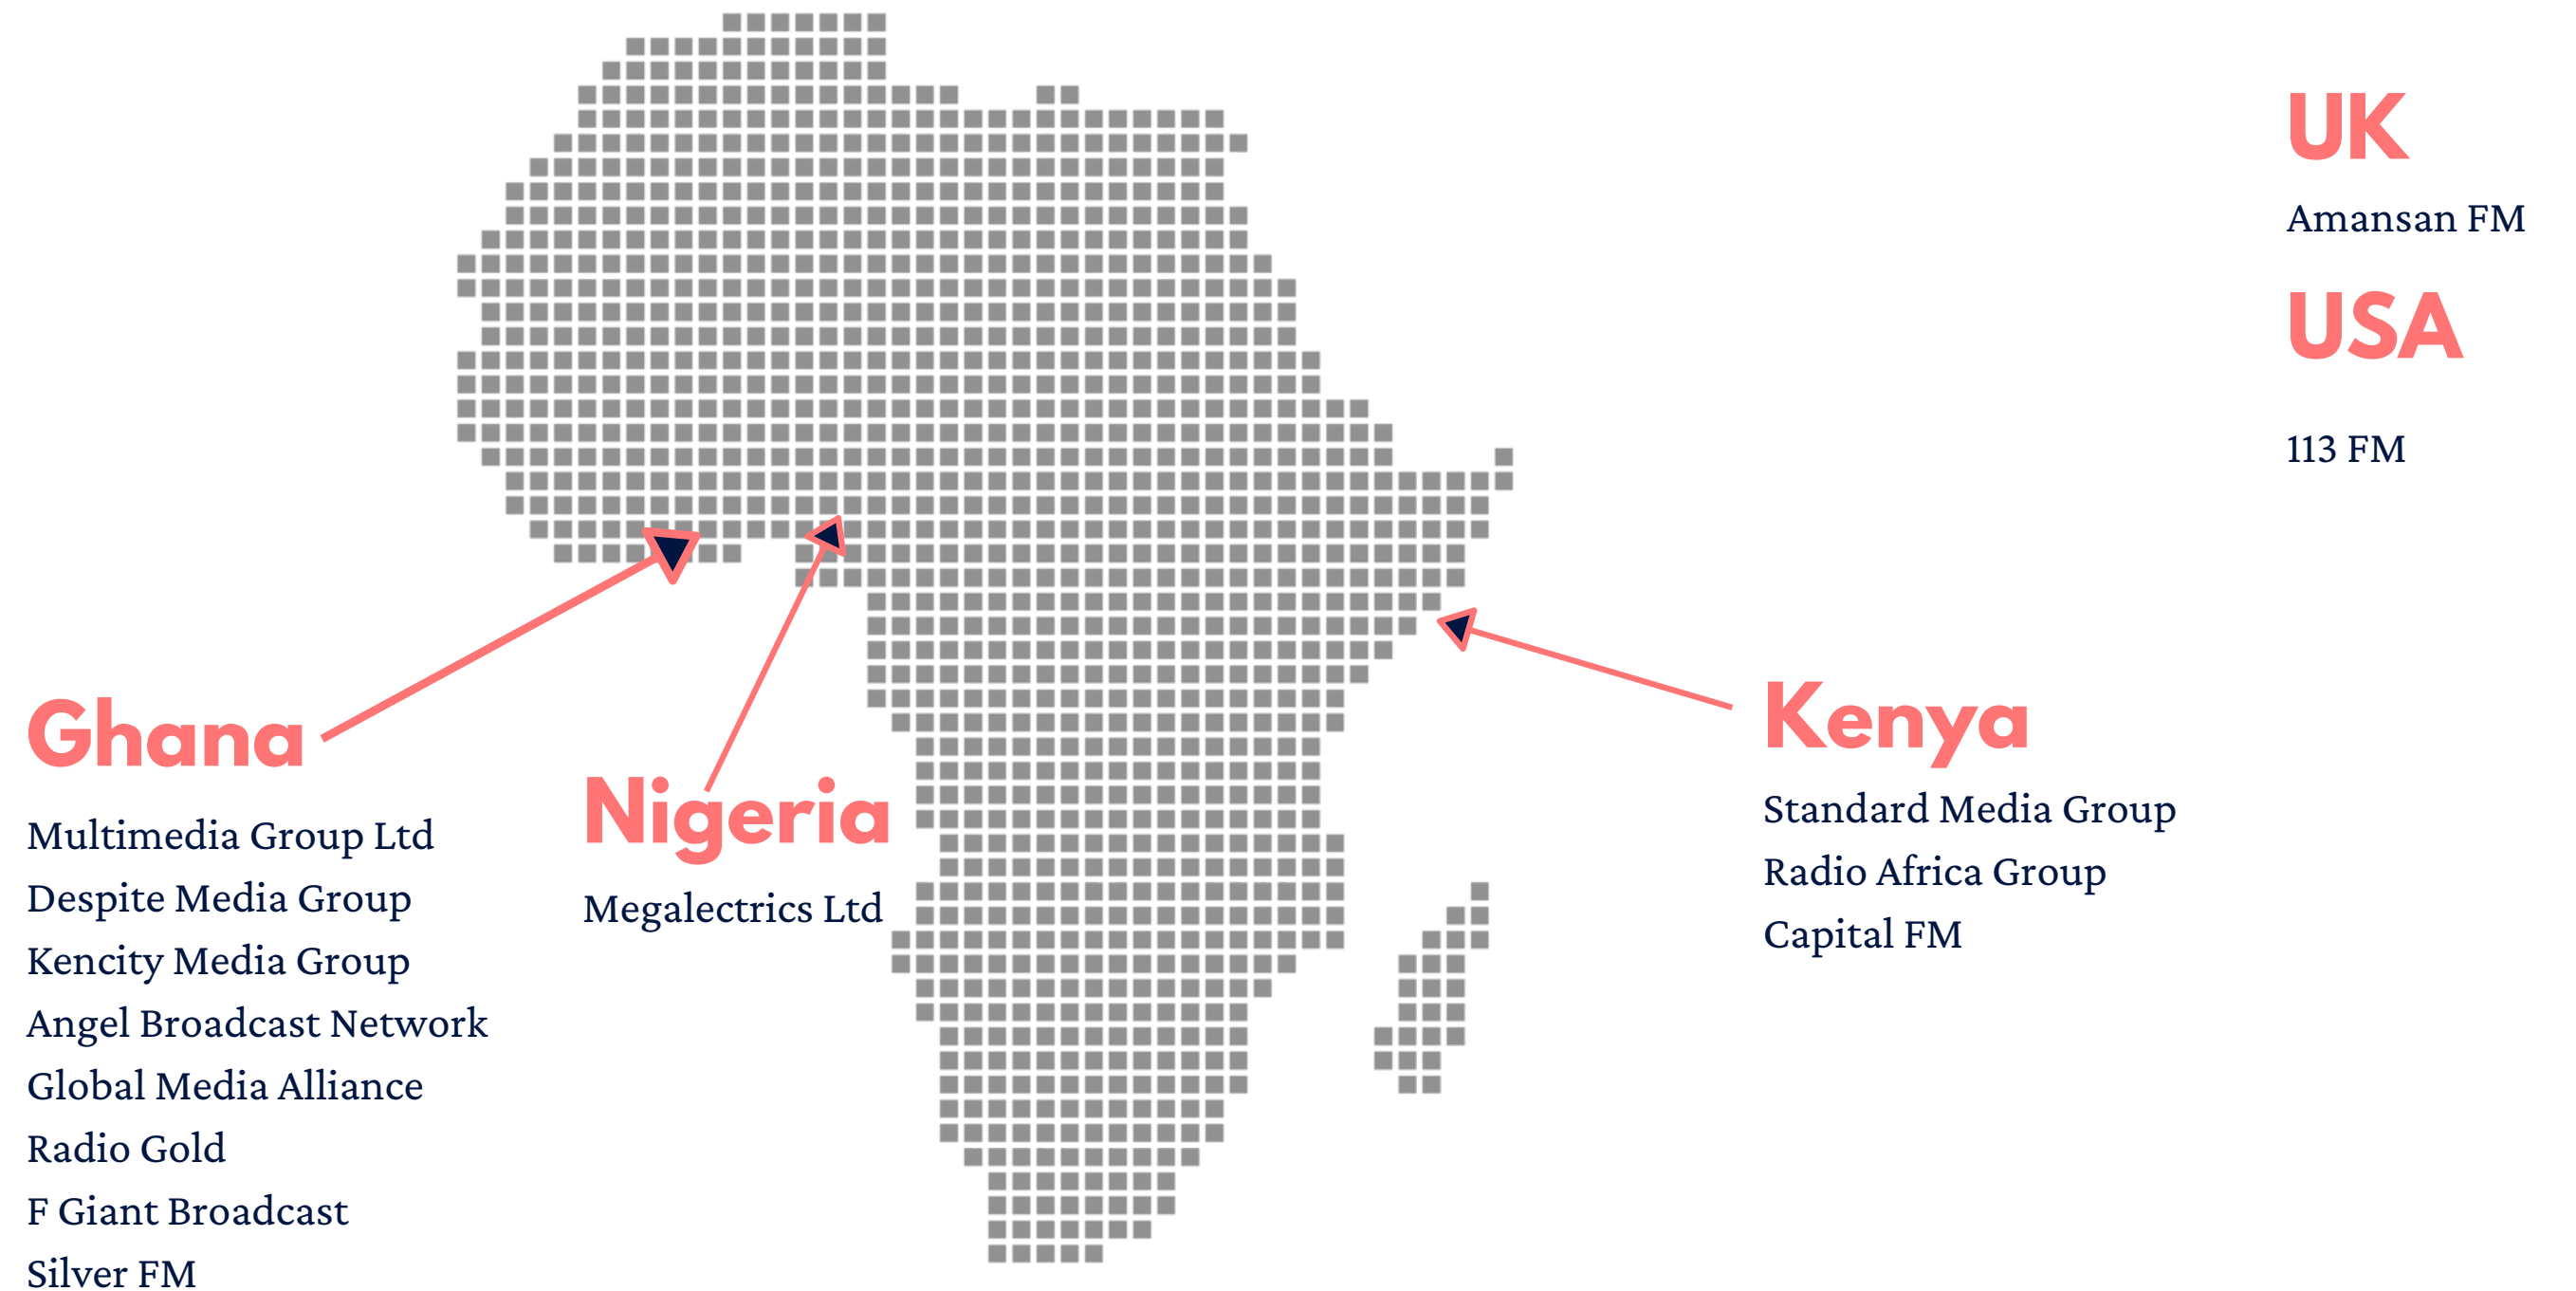 UK
Amansan FM
USA
113 FM
Ghana
Multimedia Group Ltd
Despite Media Group
Kencity Media Group
Angel Broadcast Network
Global Media Alliance
Radio Gold
F Giant Broadcast
Silver FM
Nigeria
Megalectrics Ltd
Kenya
Standard Media Group
Radio Africa Group
Capital FM